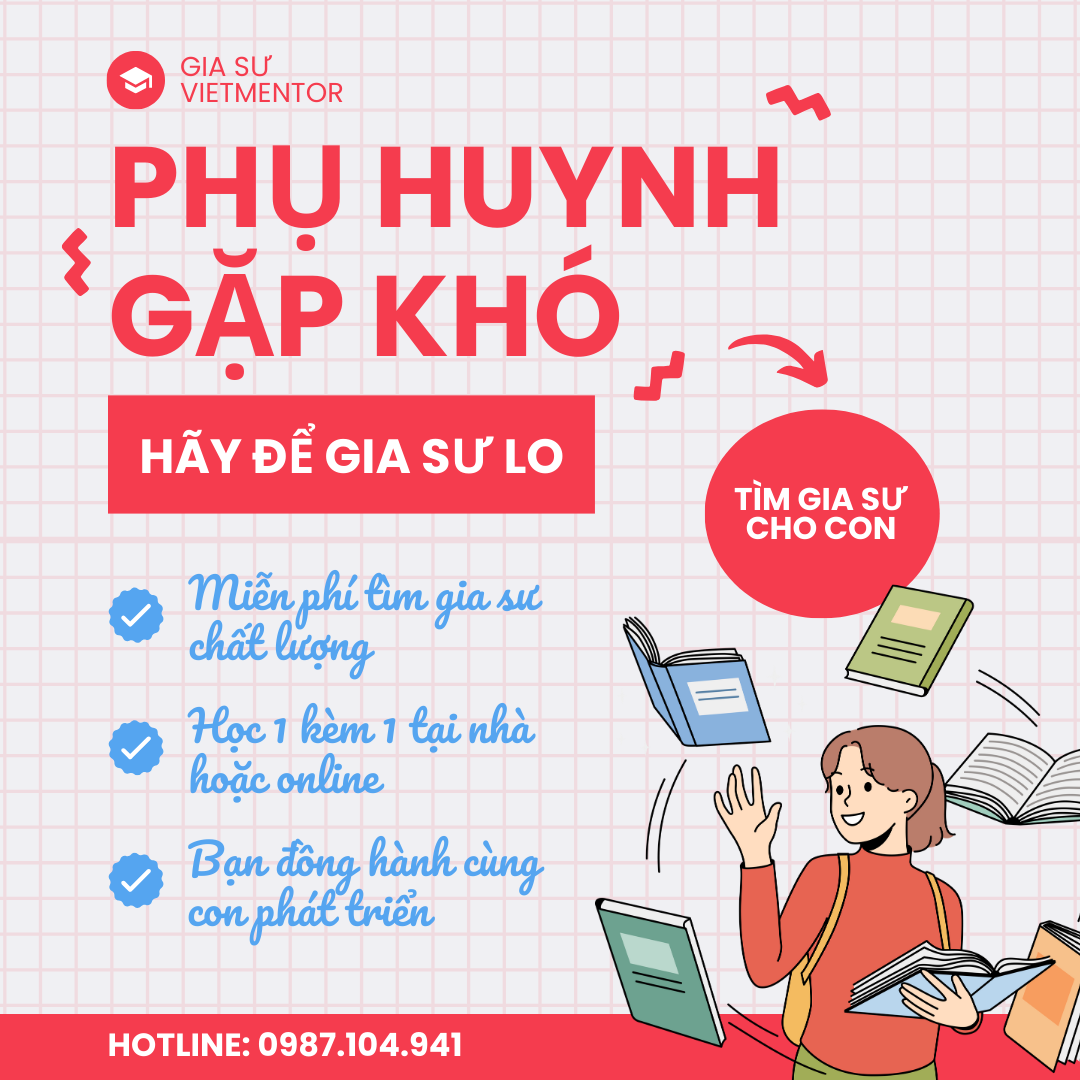 GIA SƯ
VIETMENTOR
PHỤ HUYNH
GẶP KHÓ
HÃY ĐỂ GIA SƯ LO
TÌM GIA SƯ
CHO CON
Miễn phí tìm gia sư
chất lượng
Học 1 kèm 1 tại nhà
hoặc online
Bạn đồng hành cùng
con phát triển
HOTLINE: 0987.104.941